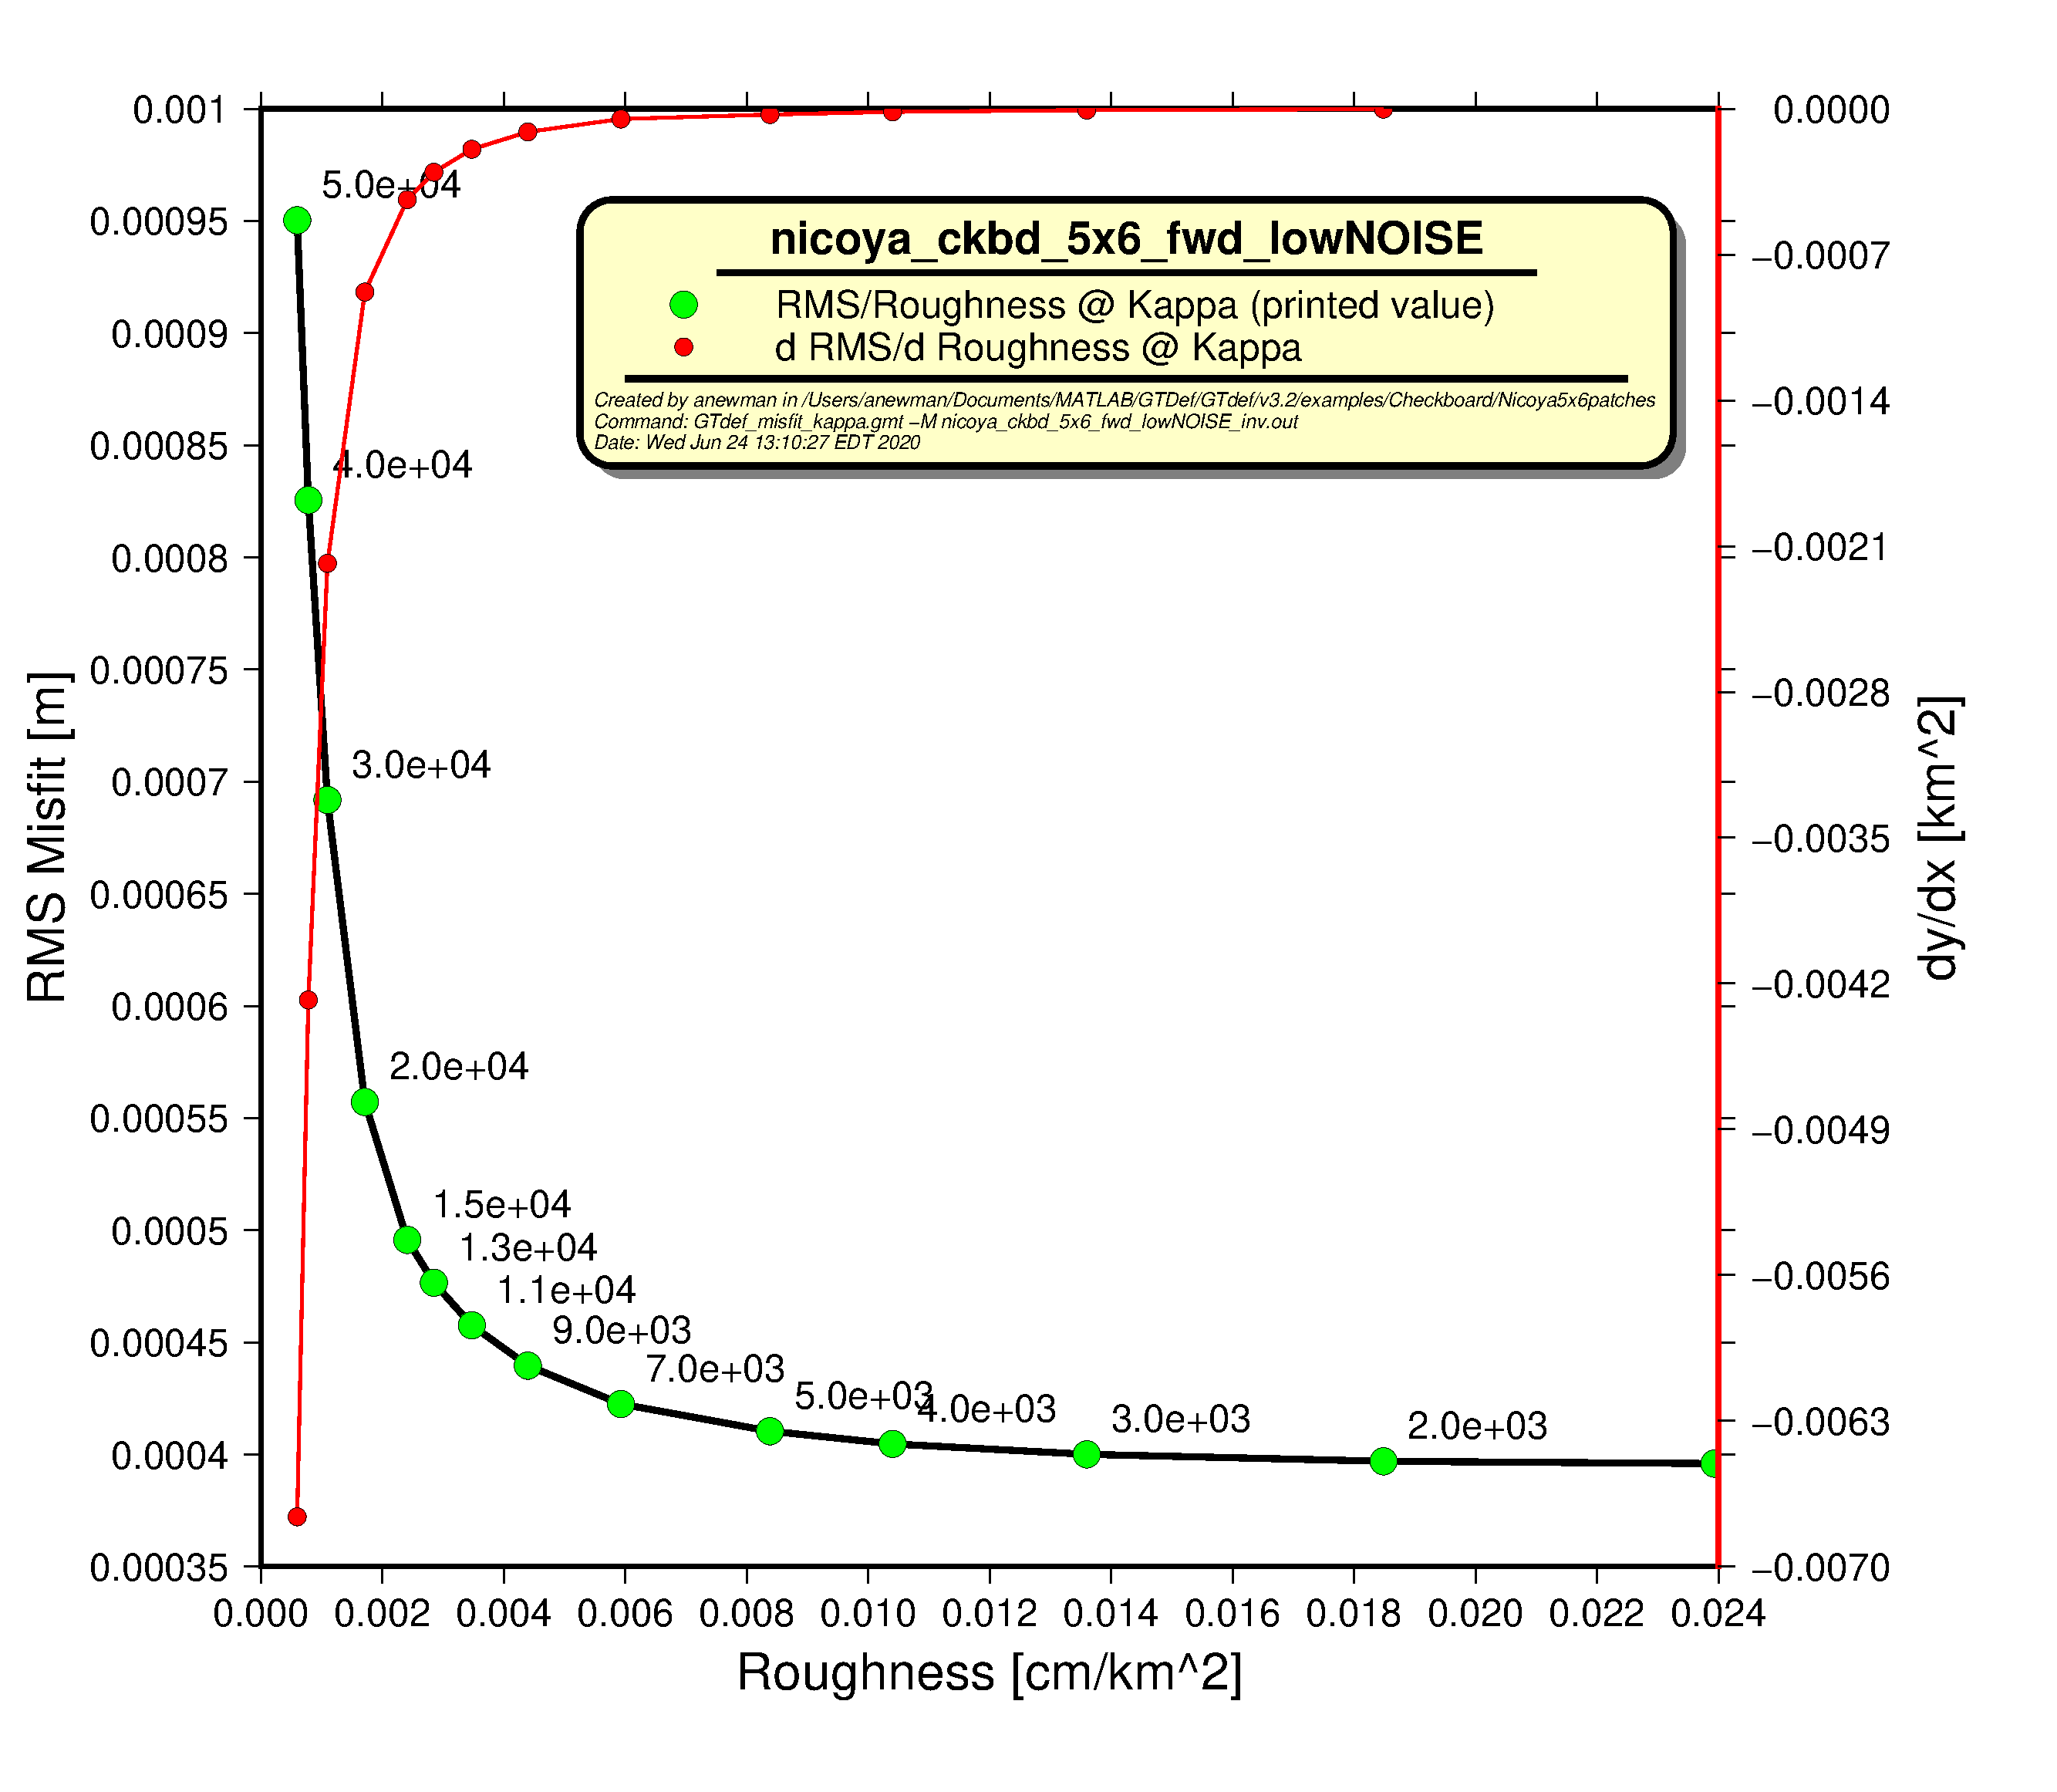 nicoya_ckbd_5x6_fwd_lowNOISE
RMS/Roughness @ Kappa (printed value)
d RMS/d Roughness @ Kappa
Created by anewman in /Users/anewman/Documents/MATLAB/GTDef/GTdef/v3.2/examples/Checkboard/Nicoya5x6patches
Command: GTdef_misfit_kappa.gmt −M nicoya_ckbd_5x6_fwd_lowNOISE_inv.out
Date: Wed Jun 24 13:10:27 EDT 2020
RMS Misfit [m]
0.001
0.00095
0.0009
0.00085
0.0008
0.00075
0.0007
0.00065
0.0006
0.00055
0.0005
0.00045
0.0004
0.00035
5.0e+04
4.0e+04
3.0e+04
2.0e+04
1.5e+04
1.3e+04
1.1e+04
9.0e+03
7.0e+03
5.0e+03
4.0e+03
3.0e+03
2.0e+03
0.0000
−0.0007
−0.0014
−0.0021
−0.0028
−0.0035
−0.0042
−0.0049
−0.0056
−0.0063
−0.0070
dy/dx [km^2]
0.000 0.002 0.004 0.006 0.008 0.010 0.012 0.014 0.016 0.018 0.020 0.022 0.024
Roughness [cm/km^2]